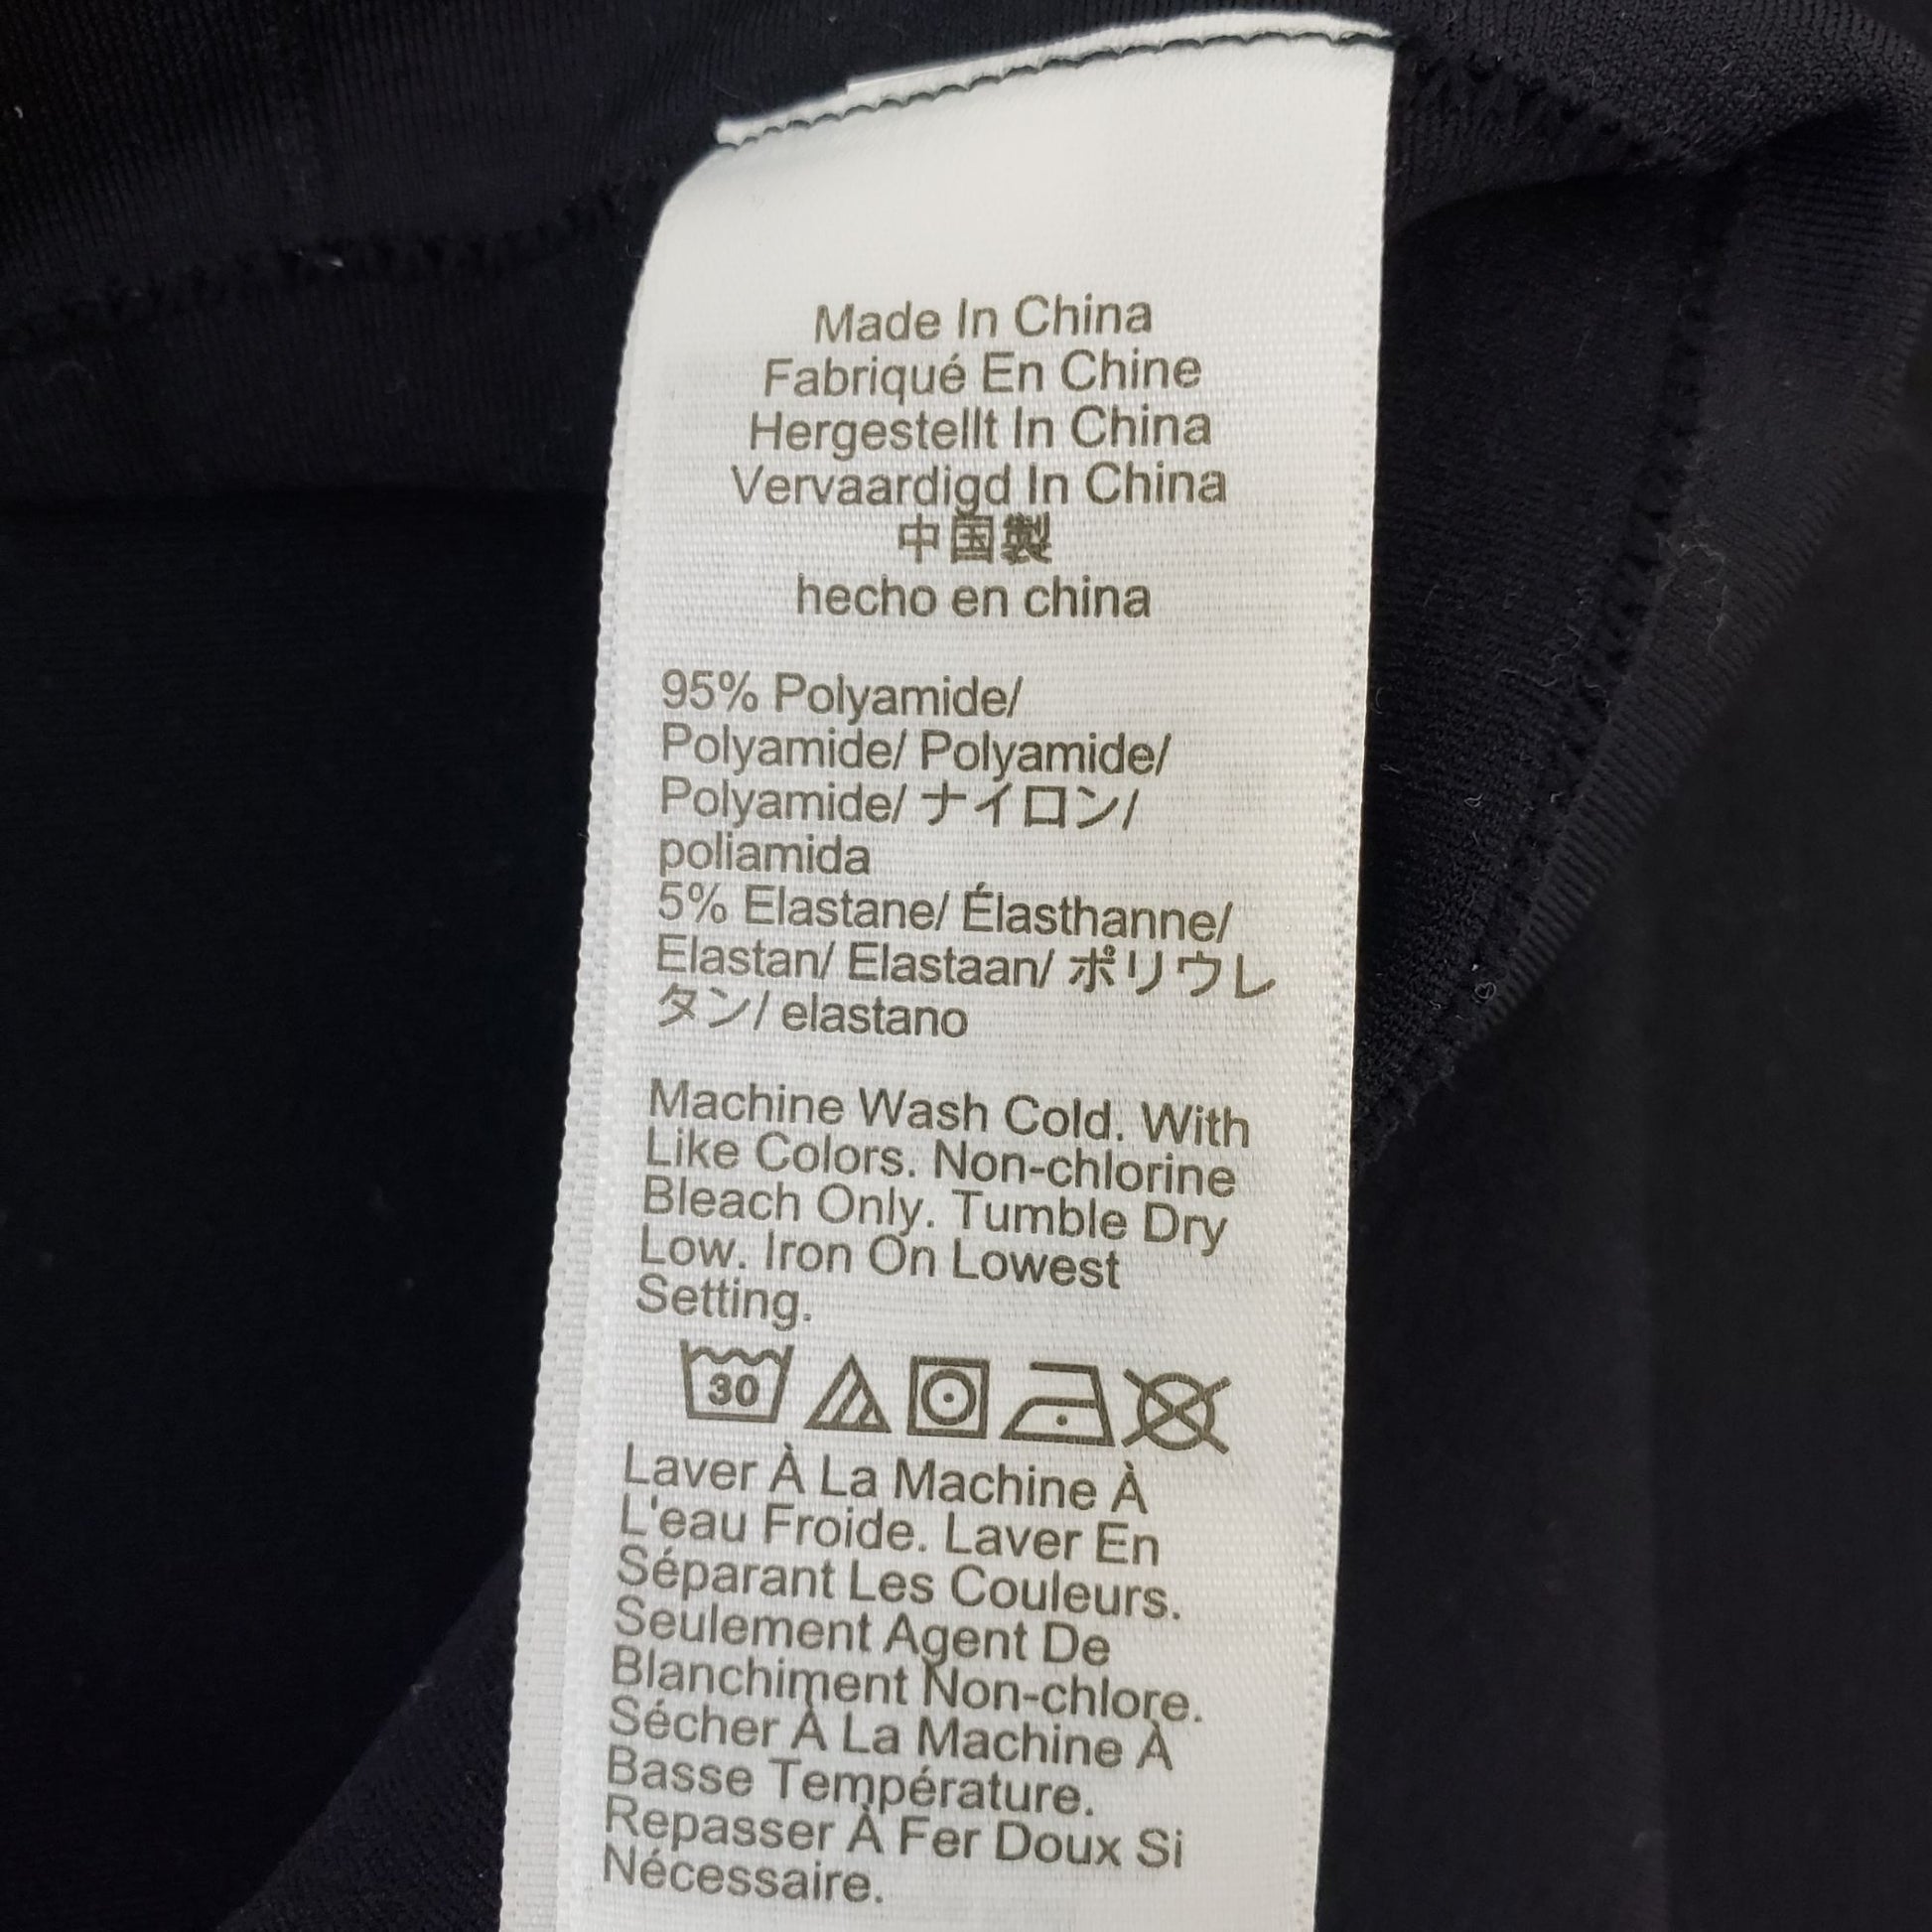 Made In China
Fabriqué En Chine
Hergestellt In China
Vervaardigd In China
中国製
hecho en china
95% Polyamide/
Polyamide/ Polyamide/
Polyamide/ ナイロン/
poliamida
5% Elastane/ Élasthanne/
Elastan/ Elastaan/ ポリウレ
タン/ elastano
Machine Wash Cold. With
Like Colors. Non-chlorine
Bleach Only. Tumble Dry
Low. Iron On Lowest
Setting.
30
Laver À La Machine À
L'eau Froide. Laver En
Séparant Les Couleurs.
Seulement Agent De
Blanchiment Non-chlore.
Sécher À La Machine À
Basse Température.
Repasser À Fer Doux Si
Nécessaire.